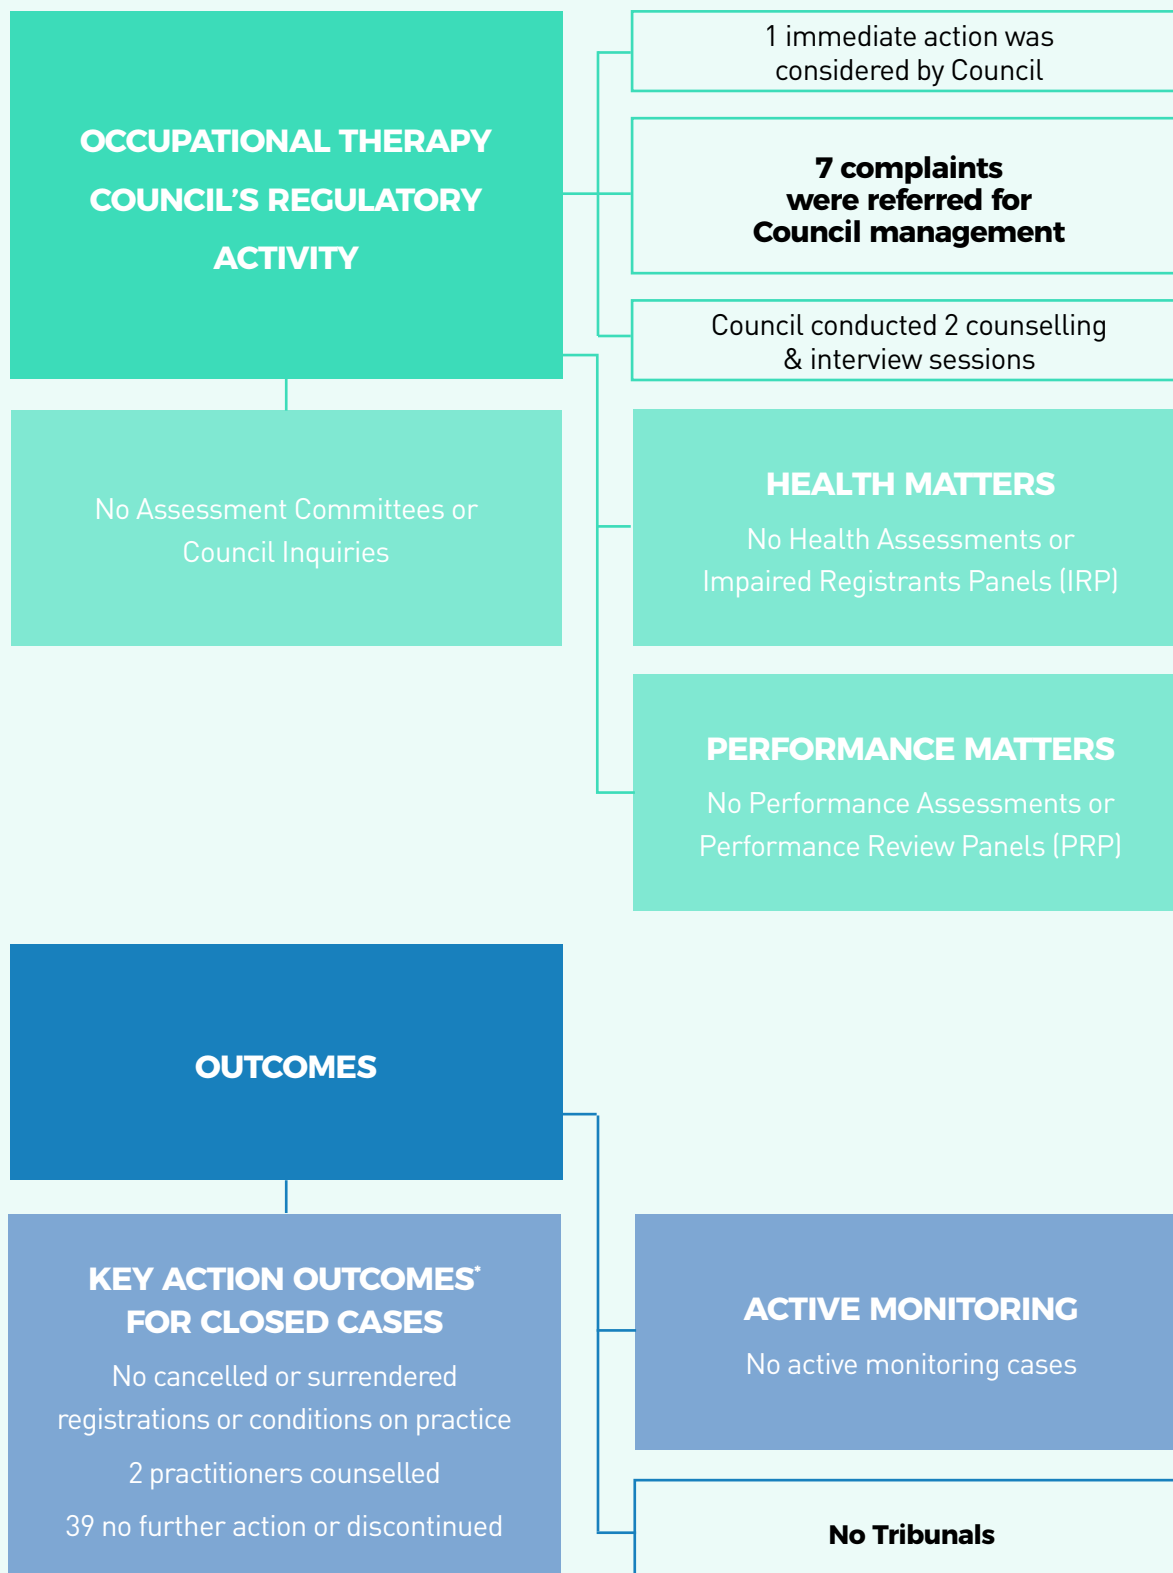 OCCUPATIONAL THERAPY
COUNCIL’S REGULATORY
ACTIVITY
1 immediate action was
considered by Council
7 complaints
were referred for
Council management
Council conducted 2 counselling
& interview sessions
No Assessment Committees or
Council Inquiries
HEALTH MATTERS
No Health Assessments or
Impaired Registrants Panels (IRP)
PERFORMANCE MATTERS
No Performance Assessments or
Performance Review Panels (PRP)
OUTCOMES
KEY ACTION OUTCOMES*
FOR CLOSED CASES
No cancelled or surrendered
registrations or conditions on practice
2 practitioners counselled
39 no further action or discontinued
ACTIVE MONITORING
No active monitoring cases
No Tribunals